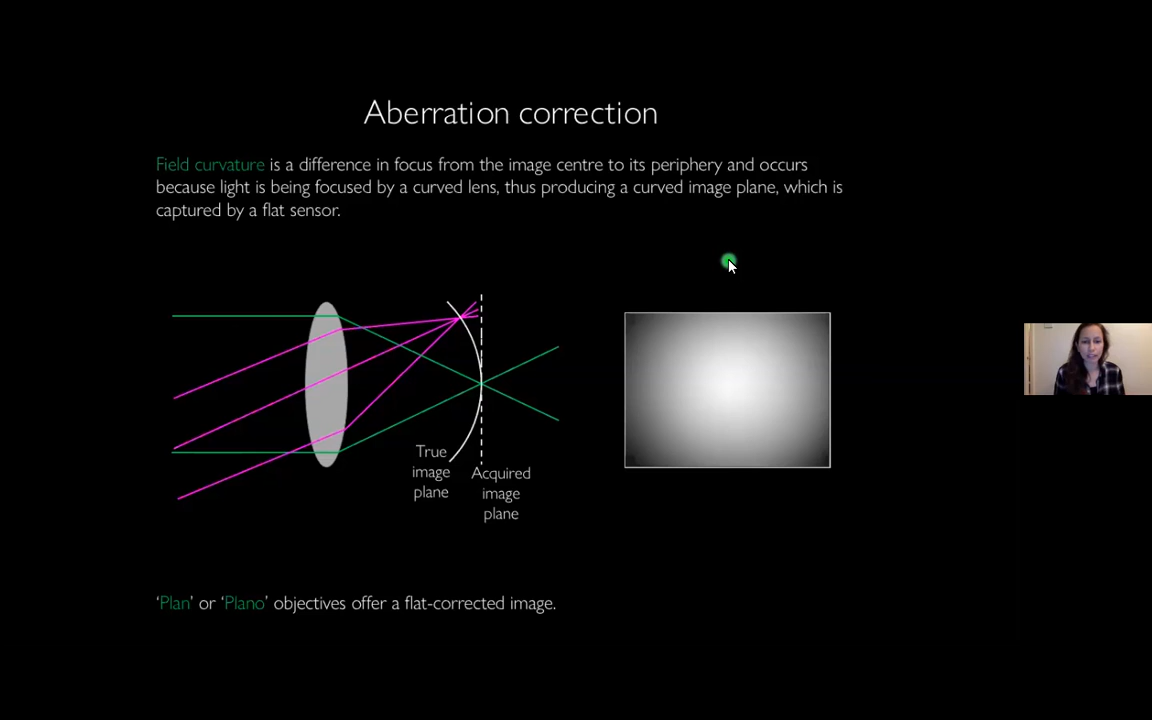 Aberration correction
Field curvature is a difference in focus from the image centre to its periphery and occurs
because light is being focused by a curved lens, thus producing a curved image plane, which is
captured by a flat sensor.
True
image
plane
Acquired
image
plane
‘Plan’ or ‘Plano’ objectives offer a flat-corrected image.